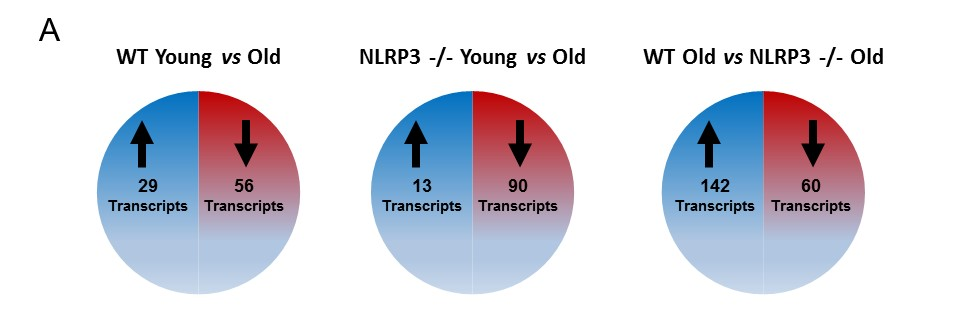 A
WT Young vs Old
NLRP3 -/- Young vs Old
WT Old vs NLRP3 -/- Old
29
Transcripts
56
Transcripts
13
Transcripts
90
Transcripts
142
Transcripts
60
Transcripts